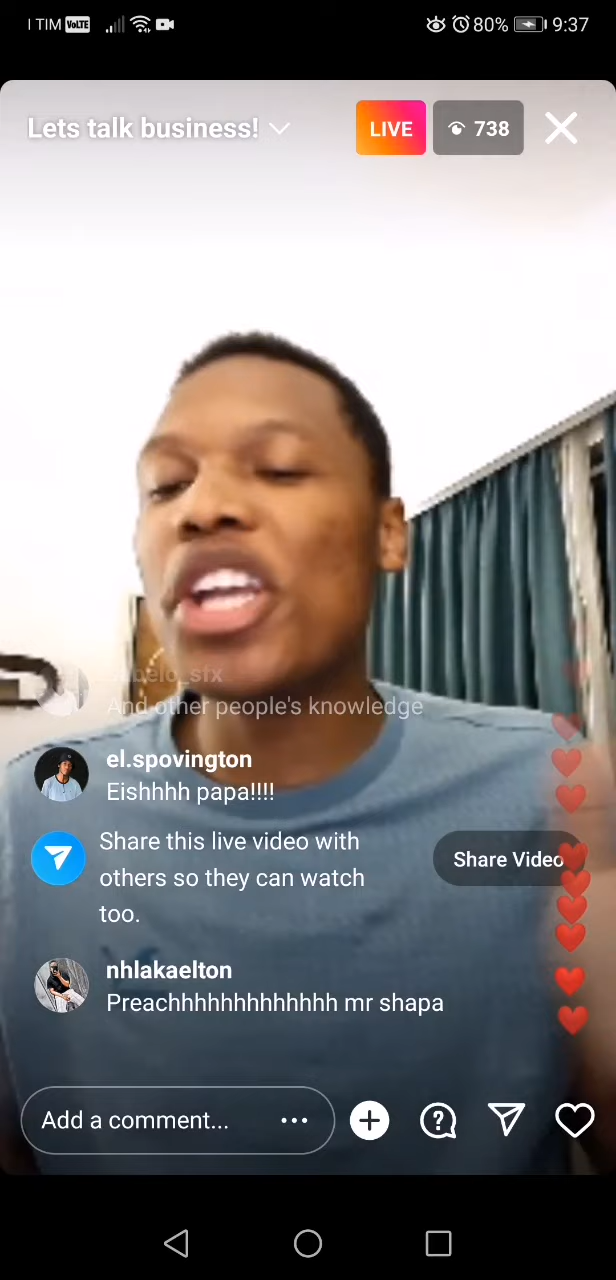 TIM VoLTE 80% 9:37
Lets talk business! LIVE 738
And other people's knowledge
el.spovington
Eishhhh papa!!!!
Share this live video with
others so they can watch
too.
Share Video
nhlakaelton
Preachhhhhhhhhhhhh mr shapa
Add a comment...